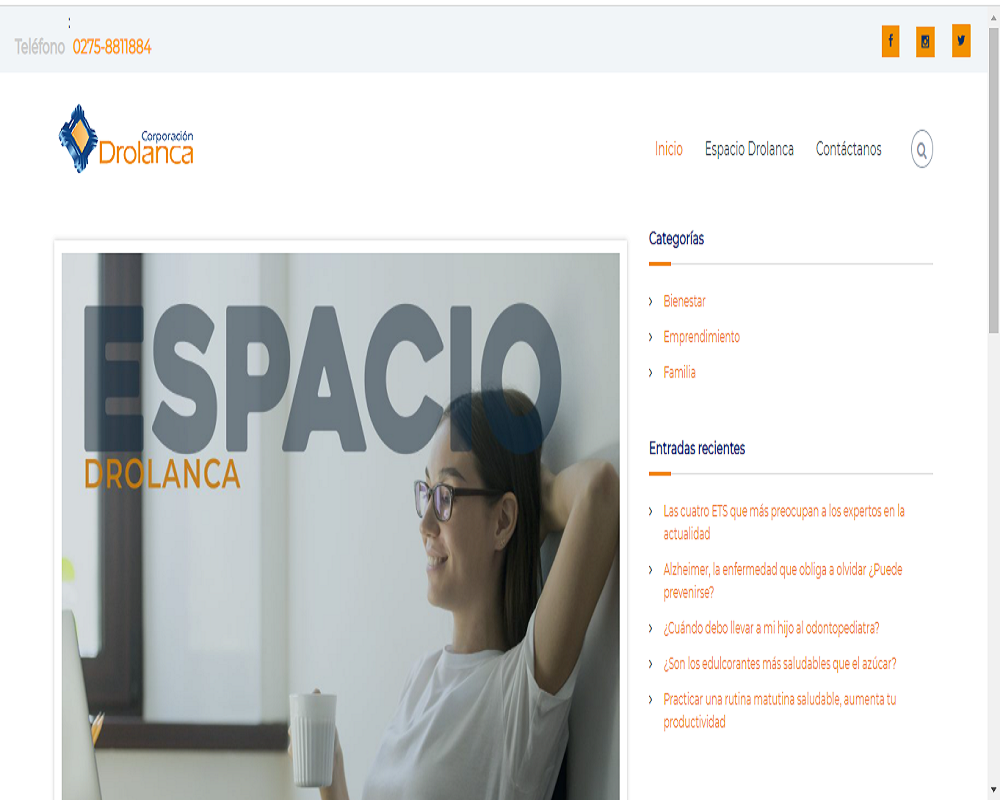 :
Teléfono 0275-8811884
Corporación
Drolanca
Inicio Espacio Drolanca Contáctanos
ESPACIO
DROLANCA
Categorías
Bienestar
Emprendimiento
Familia
Entradas recientes
Las cuatro ETS que más preocupan a los expertos en la
actualidad
Alzheimer, la enfermedad que obliga a olvidar ¿Puede
prevenirse?
¿Cuándo debo llevar a mi hijo al odontopediatra?
¿Son los edulcorantes más saludables que el azúcar?
Practicar una rutina matutina saludable, aumenta tu
productividad